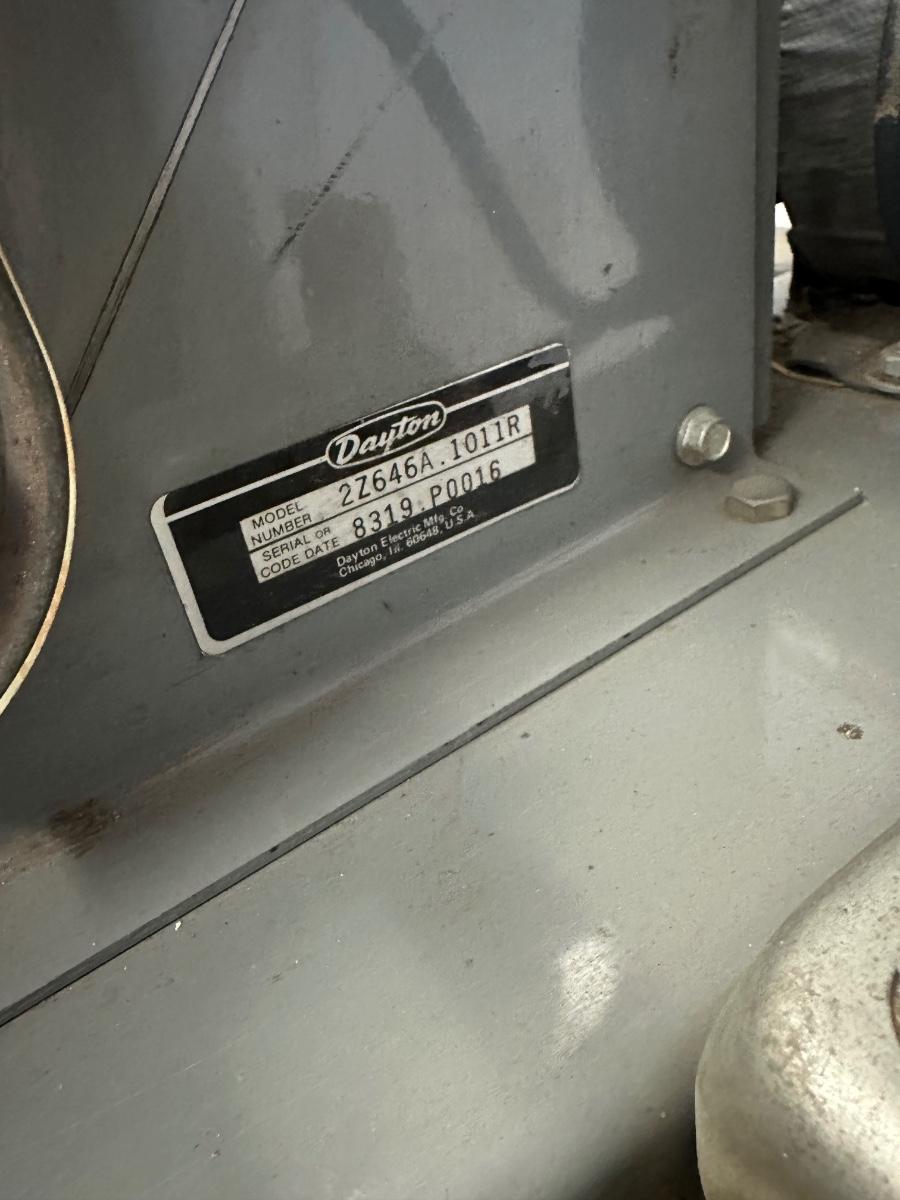 Dayton
MODEL NUMBER 2Z646A.1011R
SERIAL OR CODE DATE 8319.P0016
Dayton Electric Mfg. Co
Chicago, Ill. 60648, U.S.A.